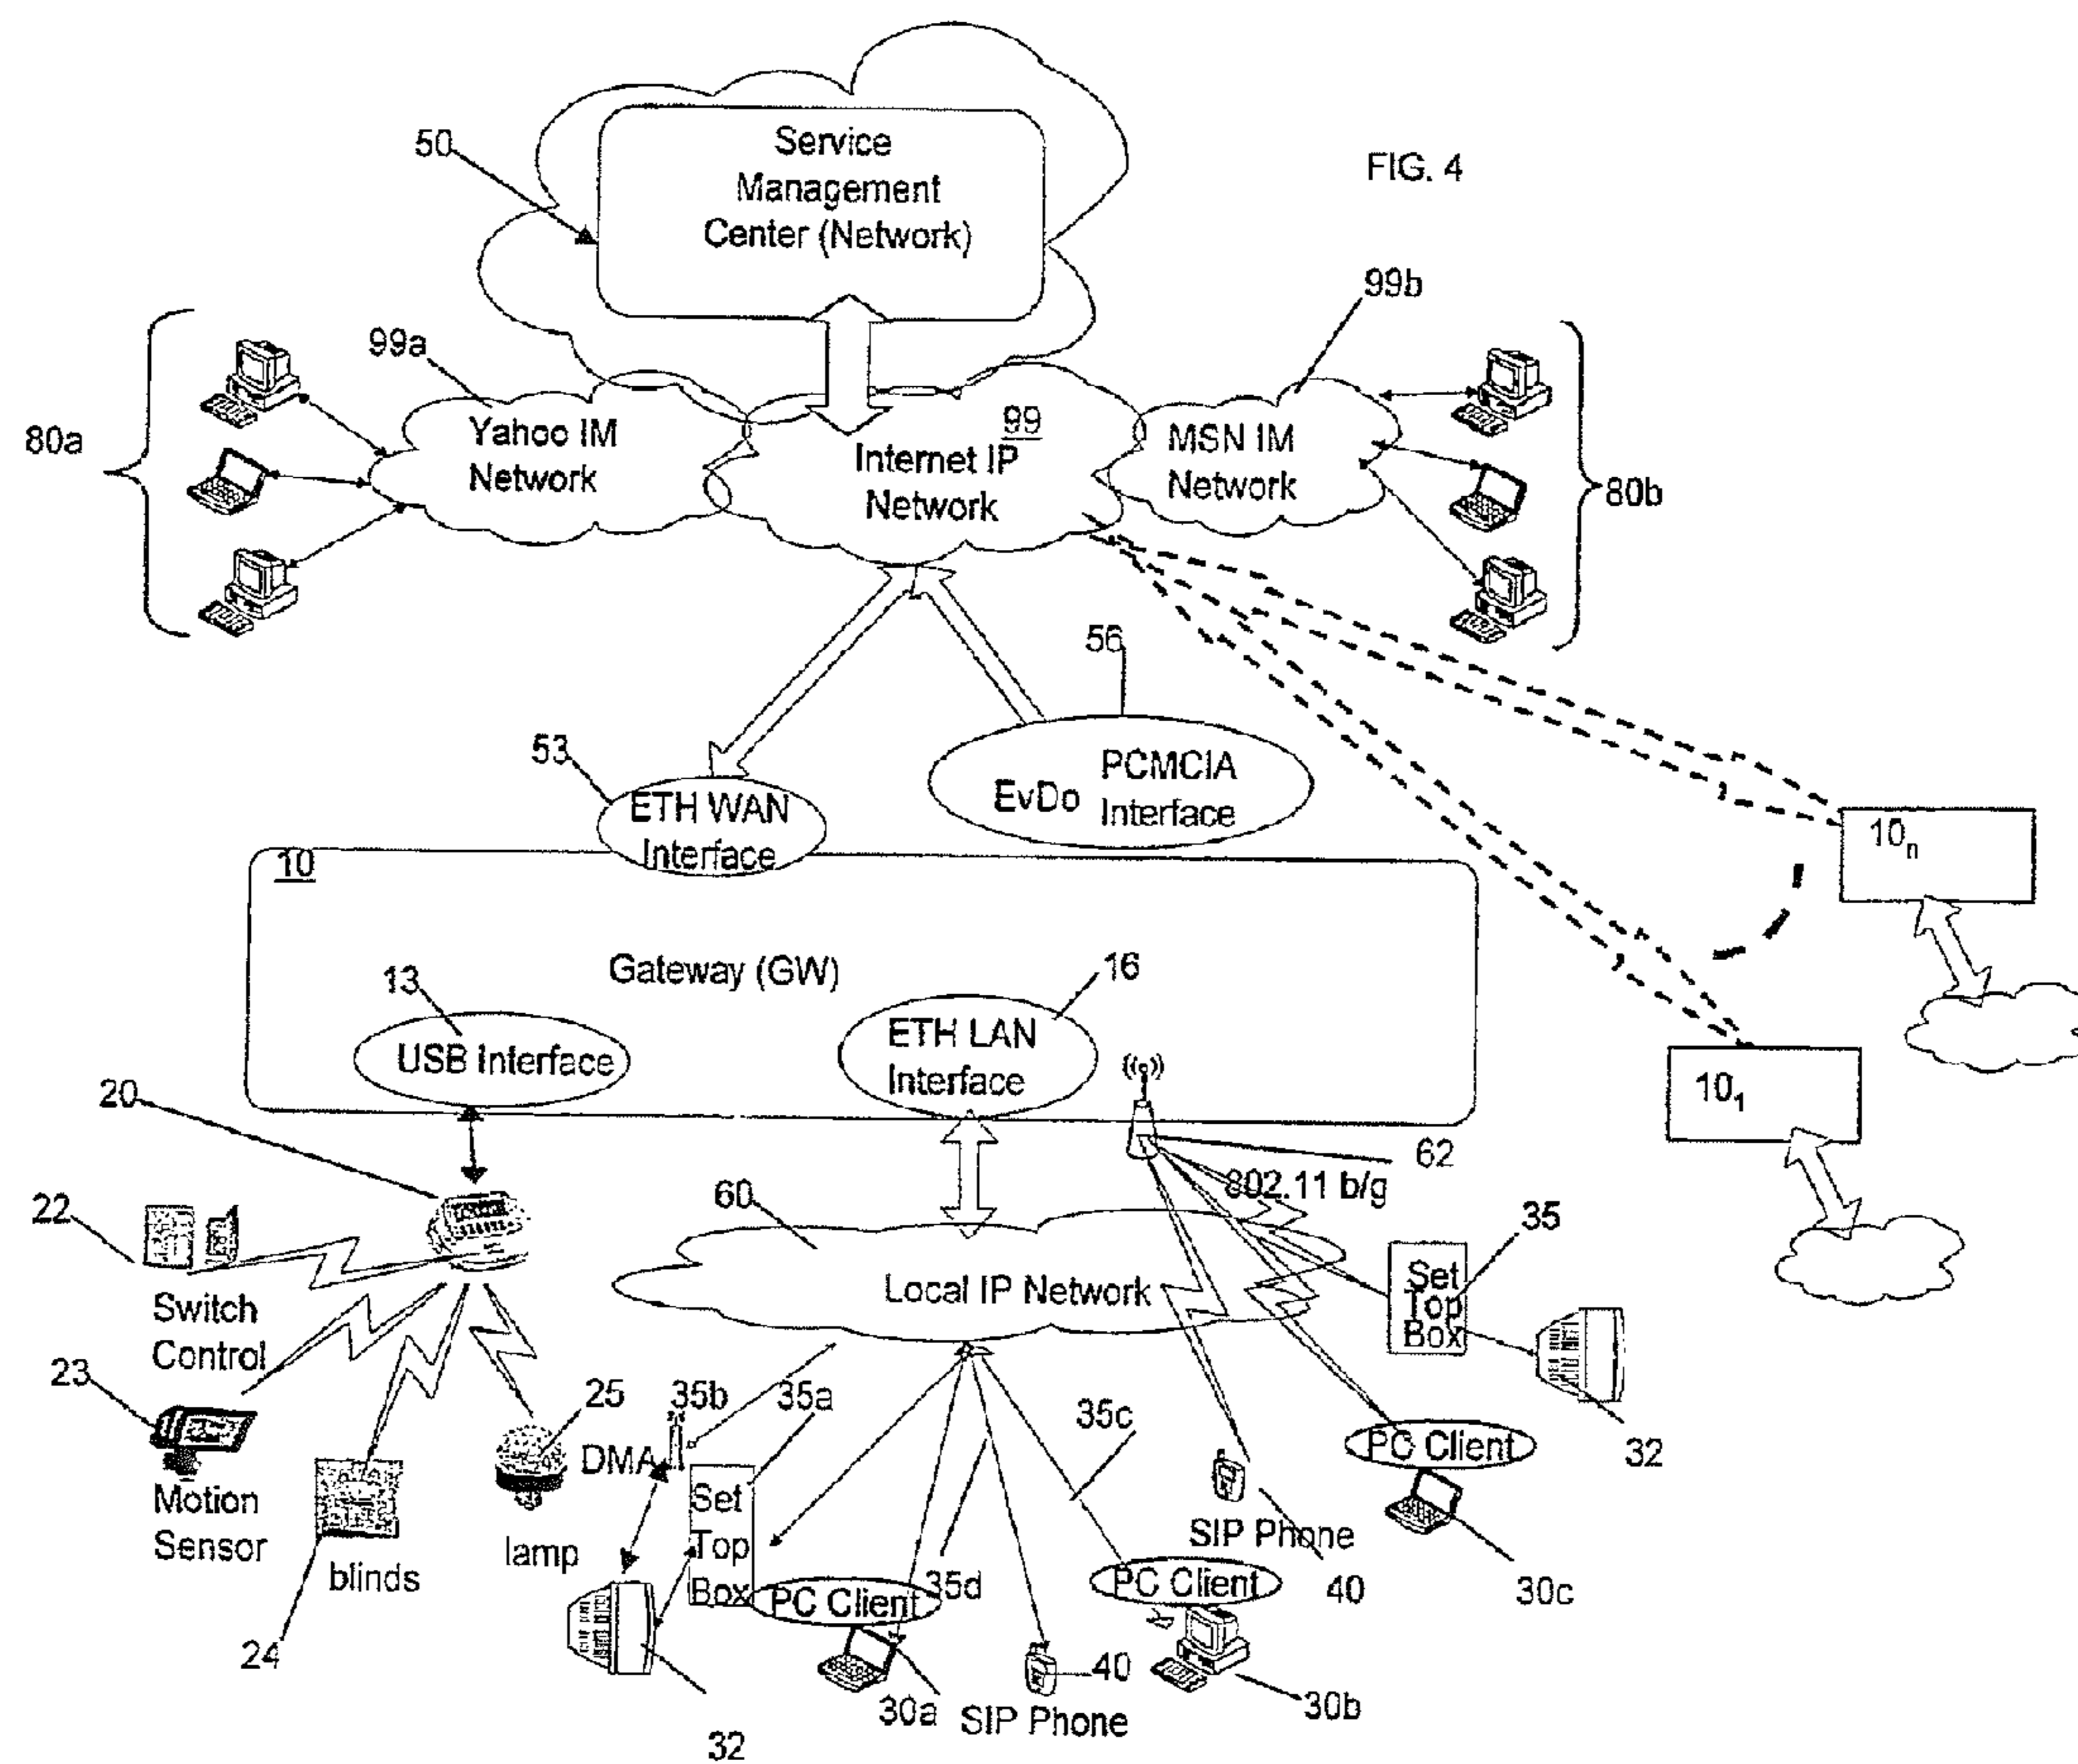 FIG. 4
50
Service
Management
Center (Network)
99b
99a
80a
Yahoo IM
Network
99
Internet IP
Network
MSN IM
Network
80b
56
53
ETH WAN
Interface
EvDo
PCMCIA
Interface
10
10n
Gateway (GW)
13
16
USB Interface
ETH LAN
Interface
101
20
62
802.11 b/g
22
60
35
Switch
Control
Local IP Network
Set
Top
Box
23
25
35b
35a
35c
32
DMA
PC Client
Motion
Sensor
Set
Top
Box
SIP Phone
lamp
blinds
PC Client
35d
PC Client
40
30c
24
40
30a
SIP Phone
30b
32